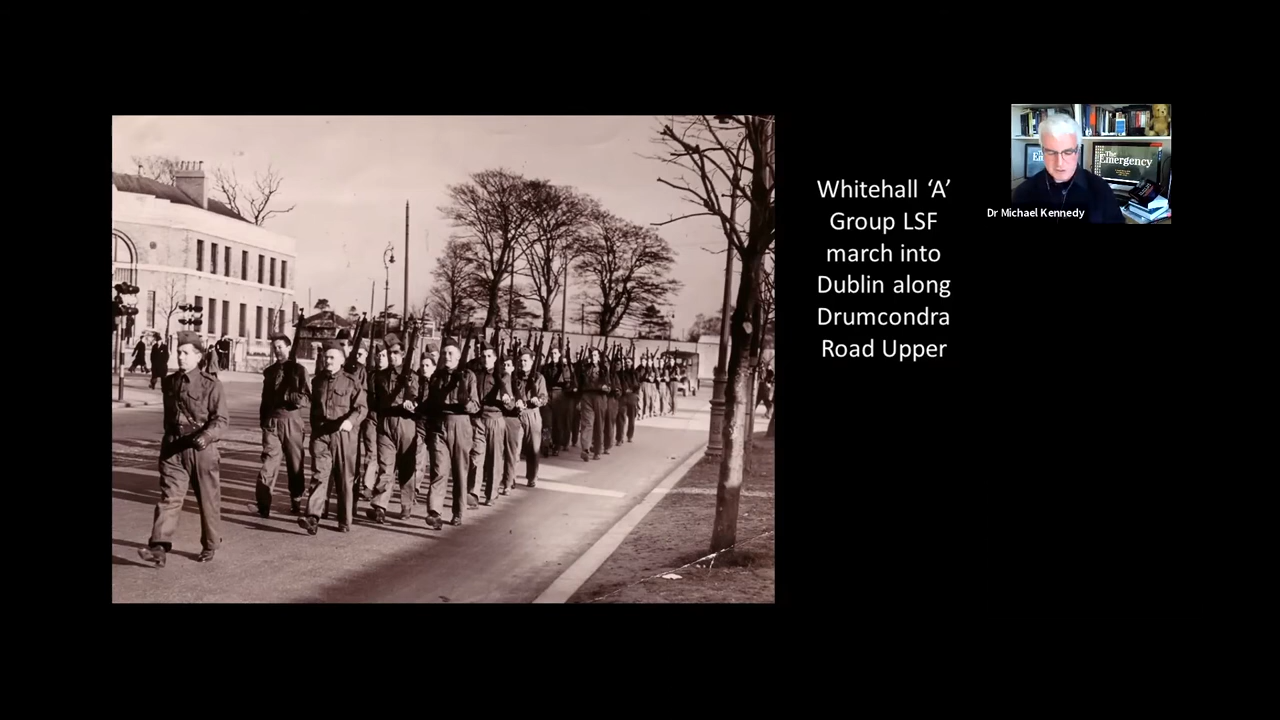 Whitehall ‘A’
Group LSF
march into
Dublin along
Drumcondra
Road Upper
The
Emergency
Dr Michael Kennedy